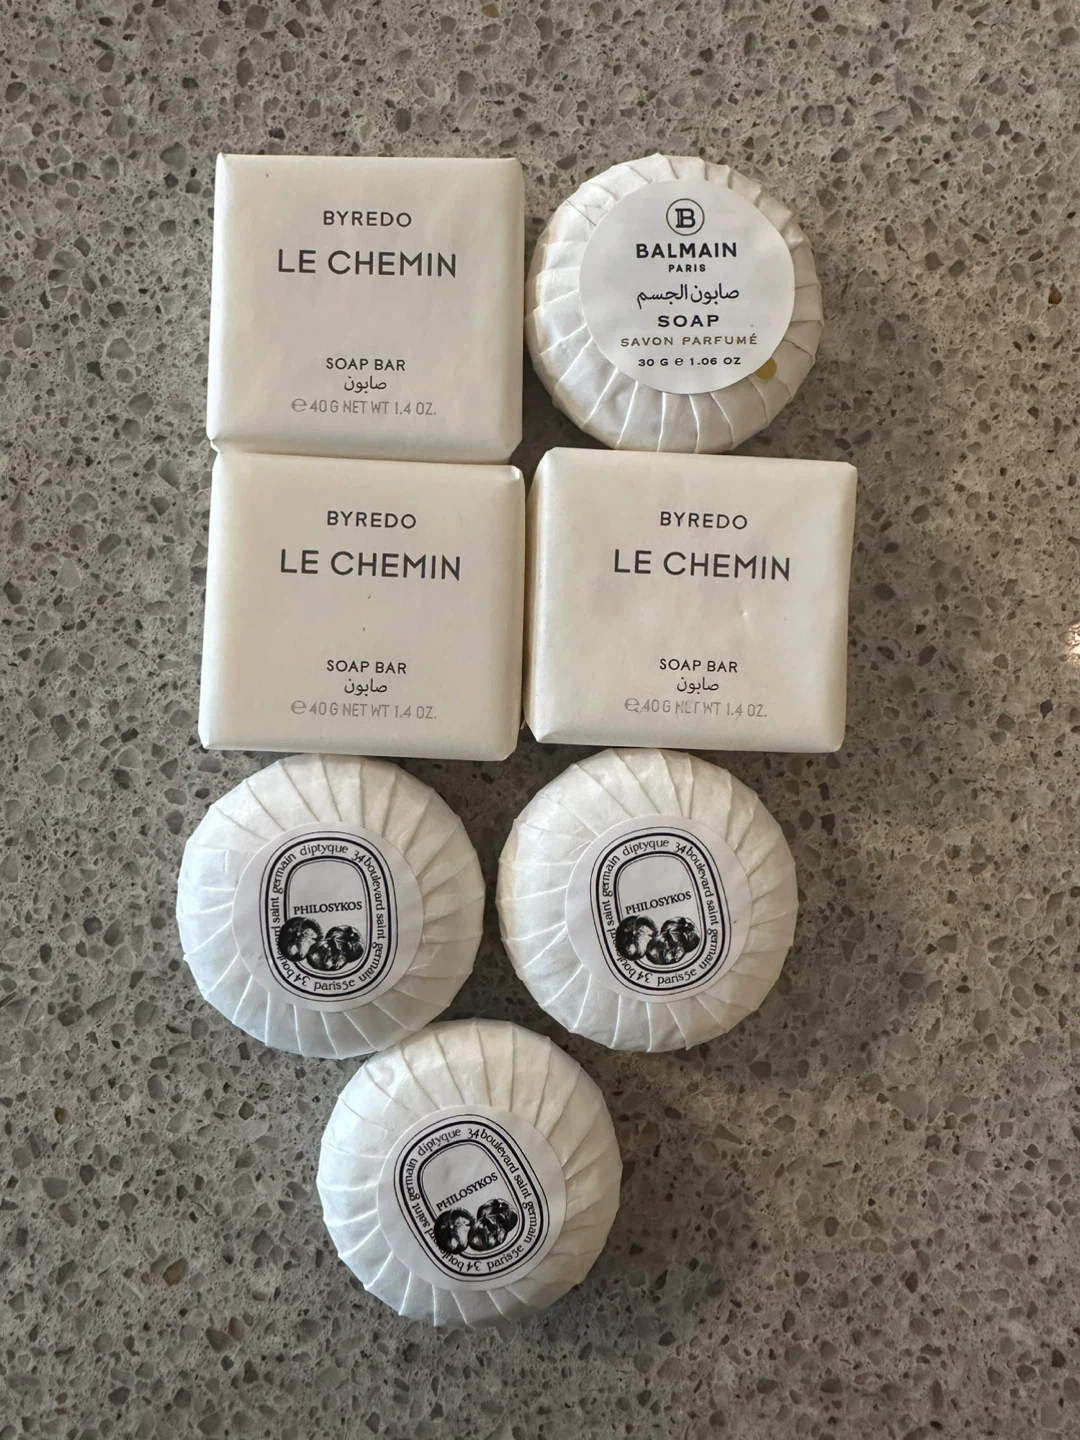 BYREDO
LE CHEMIN
SOAP BAR
صابون
℮ 40 G NET WT 1.4 OZ.
B
BALMAIN
PARIS
صابون الجسم
SOAP
SAVON PARFUMÉ
30 G ℮ 1.06 OZ
BYREDO
LE CHEMIN
SOAP BAR
صابون
℮ 40 G NET WT 1.4 OZ.
BYREDO
LE CHEMIN
SOAP BAR
صابون
℮ 40 G NET WT 1.4 OZ.
diptyque 34 boulevard saint germain paris5e 34 boulevard saint germain
PHILOSYKOS
diptyque 34 boulevard saint germain paris5e 34 boulevard saint germain
PHILOSYKOS
diptyque 34 boulevard saint germain paris5e 34 boulevard saint germain
PHILOSYKOS